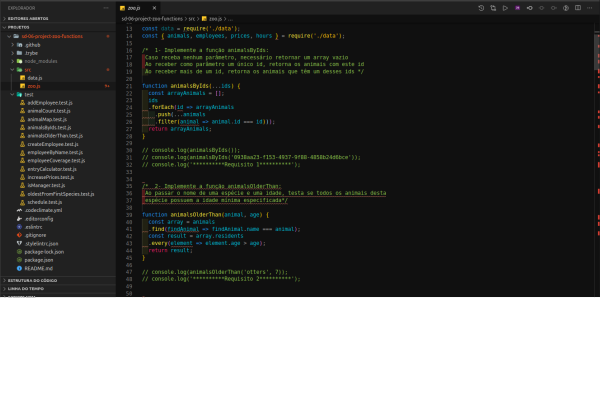 EXPLORADOR
EDITORES ABERTOS
PROJETOS
sd-06-project-zoo-functions
.github
.trybe
node_modules
src
data.js
zoo.js
9+
test
addEmployee.test.js
animalCount.test.js
animalMap.test.js
animalsByIds.test.js
animalsOlderThan.test.js
createEmployee.test.js
employeeByName.test.js
employeeCoverage.test.js
entryCalculator.test.js
increasePrices.test.js
isManager.test.js
oldestFromFirstSpecies.test.js
schedule.test.js
.codeclimate.yml
.editorconfig
.eslintrc
.gitignore
.stylelintrc.json
package-lock.json
package.json
README.md
ESTRUTURA DO CÓDIGO
LINHA DO TEMPO
zoo.js ×
sd-06-project-zoo-functions > src > zoo.js > ...
13 const data = require('./data');
14 const { animals, employees, prices, hours } = require('./data');
15
16 /* 1- Implemente a função animalsByIds:
17 Caso receba nenhum parâmetro, necessário retornar um array vazio
18 Ao receber como parâmetro um único id, retorna os animais com este id
19 Ao receber mais de um id, retorna os animais que têm um desses ids */
20
21 function animalsByIds(...ids) {
22 const arrayAnimals = [];
23 ids
24 .forEach(id => arrayAnimals
25 .push(...animals
26 .filter(animal => animal.id === id)));
27 return arrayAnimals;
28 }
29
30 // console.log(animalsByIds());
31 // console.log(animalsByIds('0938aa23-f153-4937-9f88-4858b24d6bce'));
32 // console.log('**********Requisito 1**********');
33
34
35 /* 2- Implemente a função animalsOlderThan:
36 Ao passar o nome de uma espécie e uma idade, testa se todos os animais desta
37 espécie possuem a idade mínima especificada*/
38
39 function animalsOlderThan(animal, age) {
40 const array = animals
41 .find(findAnimal => findAnimal.name === animal);
42 const result = array.residents
43 .every(element => element.age > age);
44 return result;
45 }
46
47 // console.log(animalsOlderThan('otters', 7));
48 // console.log('**********Requisito 2**********');
49
50